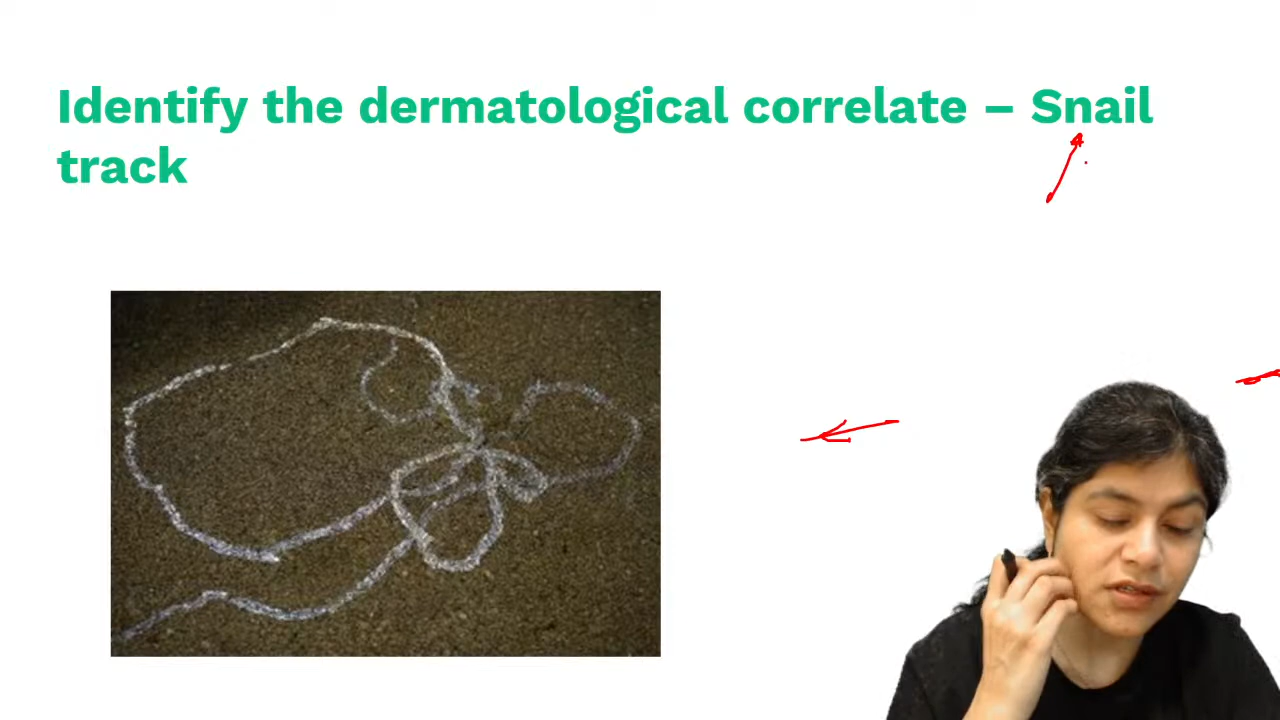 Identify the dermatological correlate – Snail
track